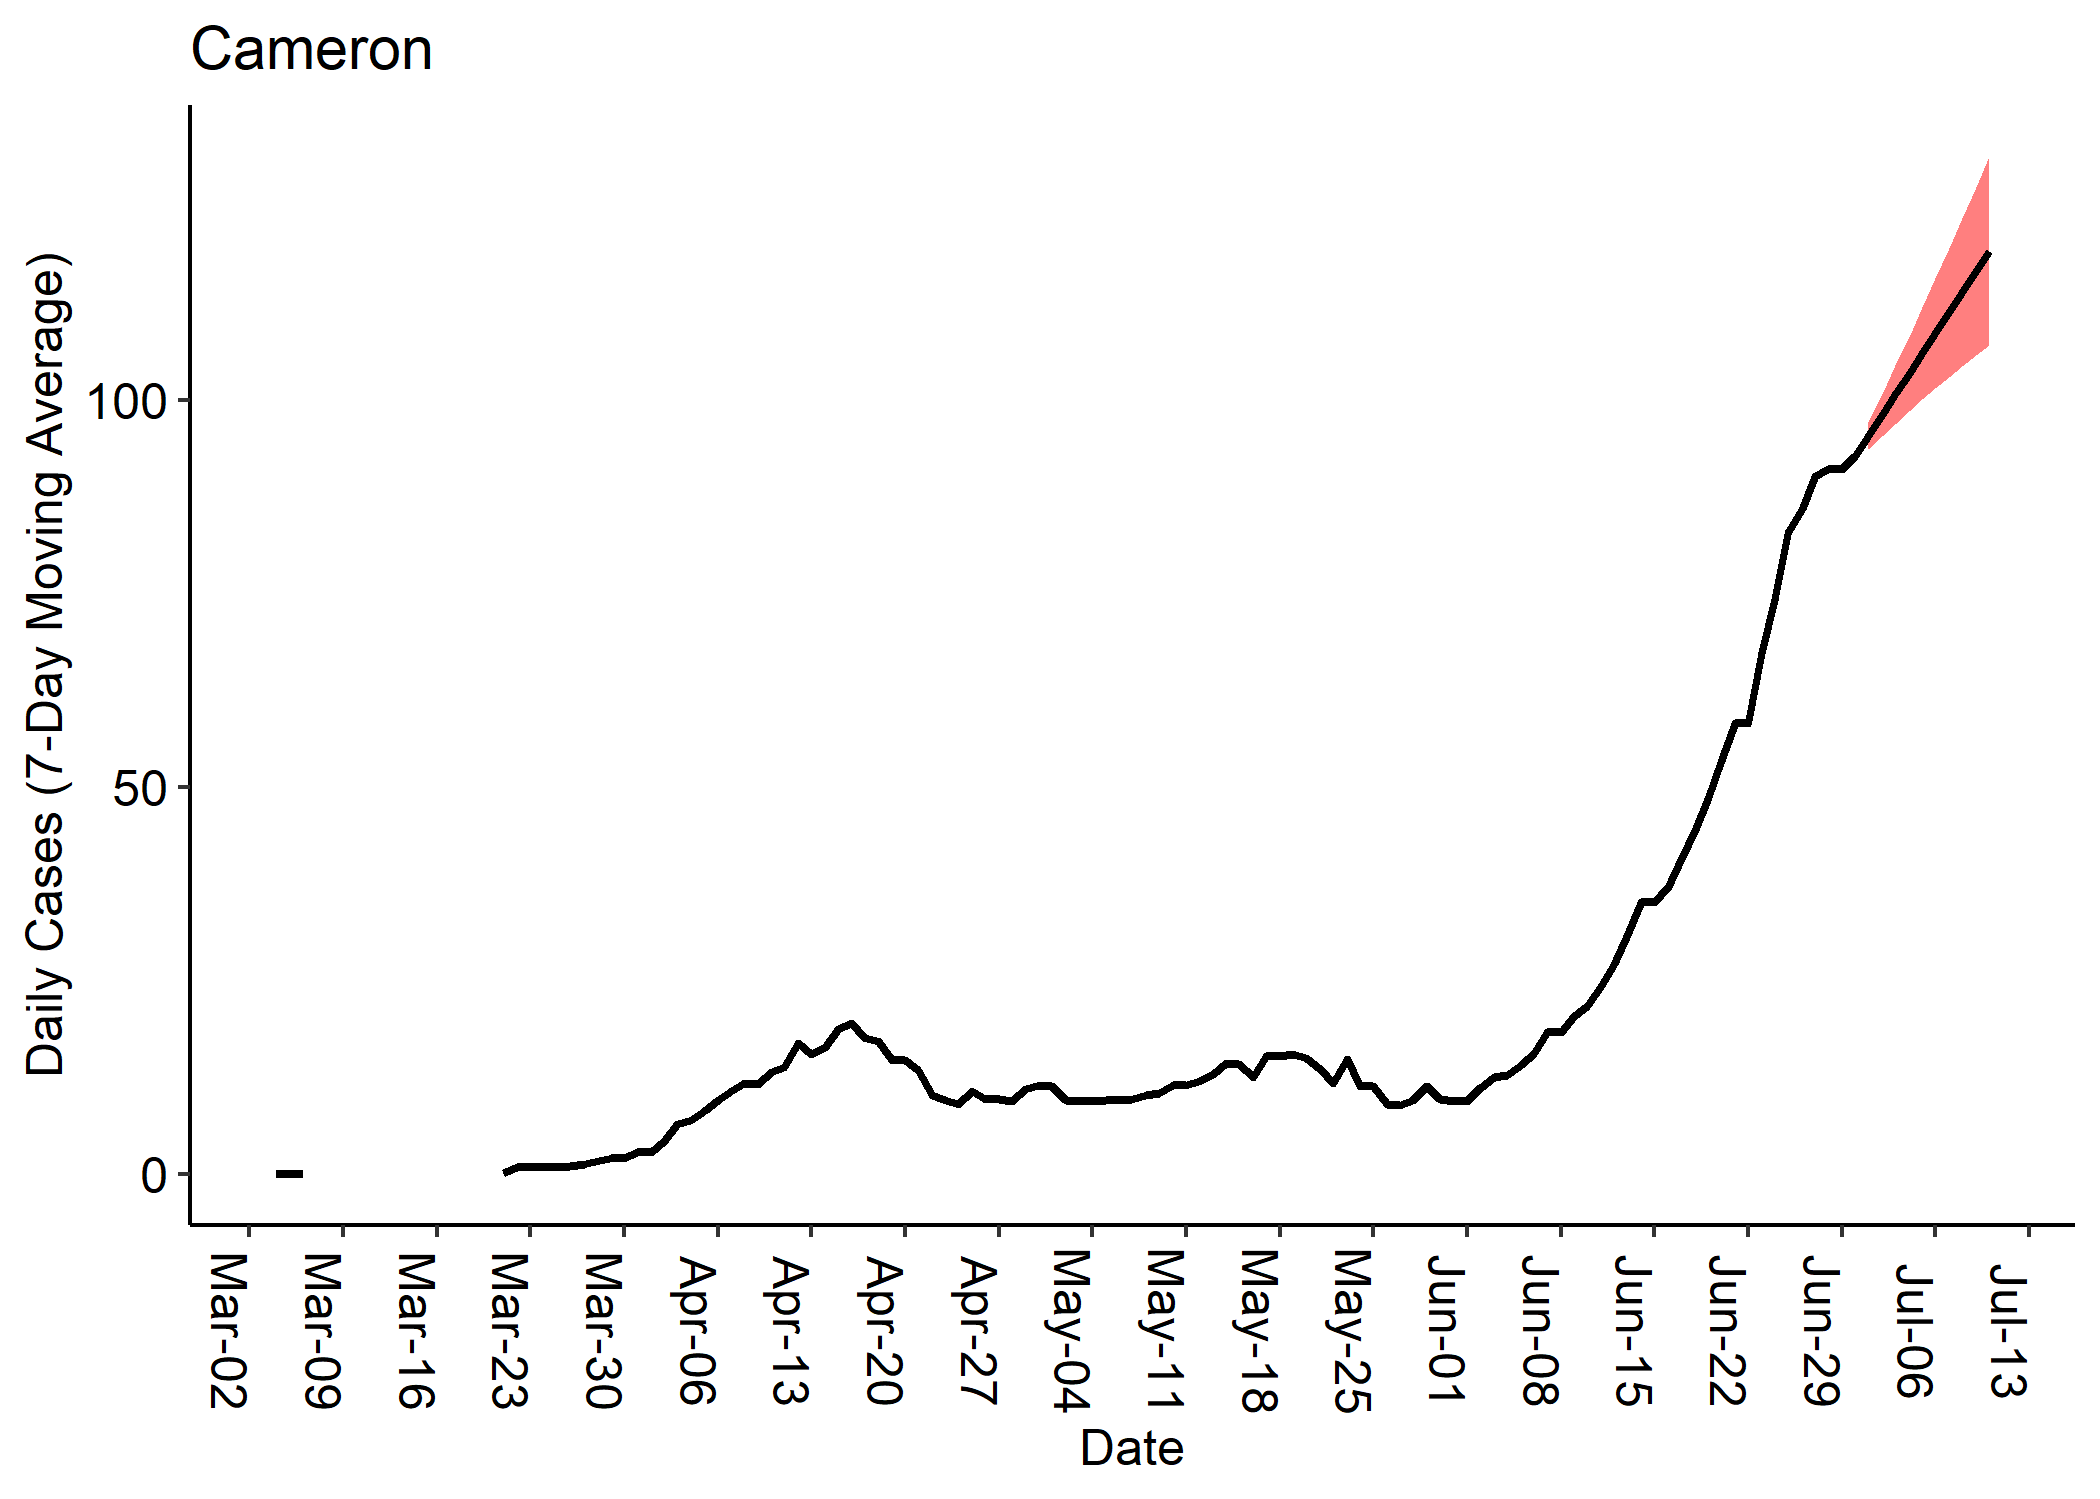 Cameron
Daily Cases (7-Day Moving Average)
100
50
0
Mar-02
Mar-09
Mar-16
Mar-23
Mar-30
Apr-06
Apr-13
Apr-20
Apr-27
May-04
May-11
May-18
May-25
Jun-01
Jun-08
Jun-15
Jun-22
Jun-29
Jul-06
Jul-13
Date